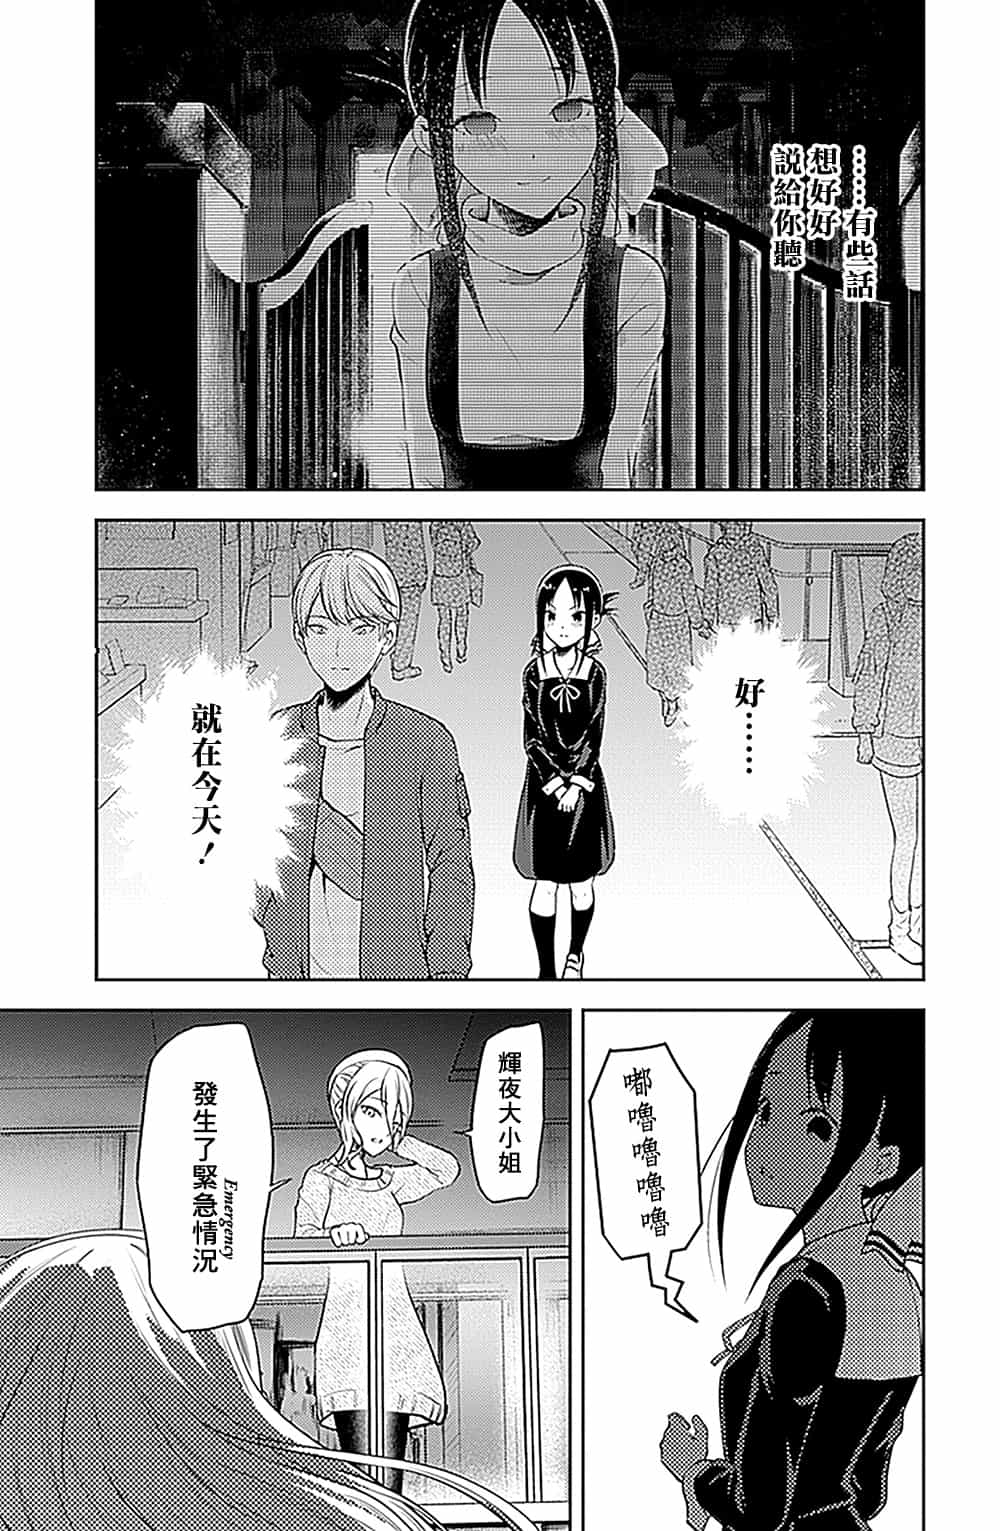 ……有些話
想好好
說給你聽
好……
就在今天！
嘟嚕嚕嚕嚕
輝夜大小姐
發生了緊急情況
Emergency